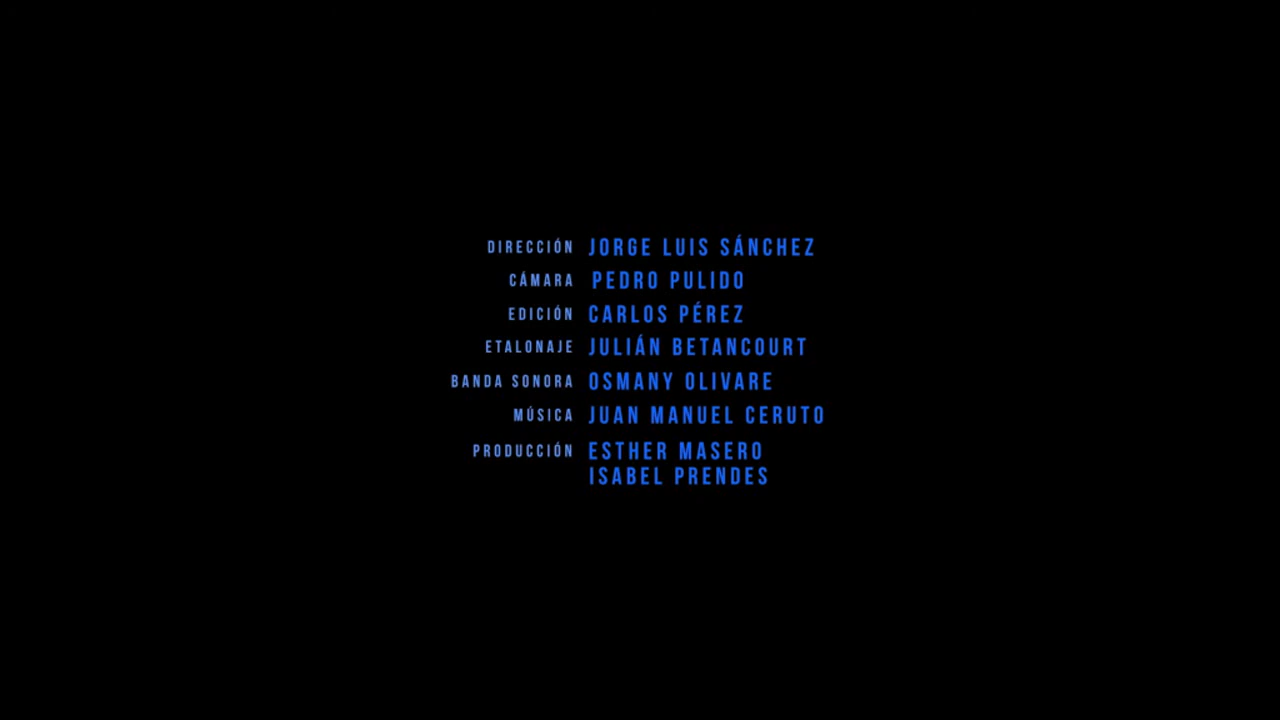 DIRECCIÓN JORGE LUIS SÁNCHEZ
CÁMARA PEDRO PULIDO
EDICIÓN CARLOS PÉREZ
ETALONAJE JULIÁN BETANCOURT
BANDA SONORA OSMANY OLIVARE
MÚSICA JUAN MANUEL CERUTO
PRODUCCIÓN ESTHER MASERO
ISABEL PRENDES